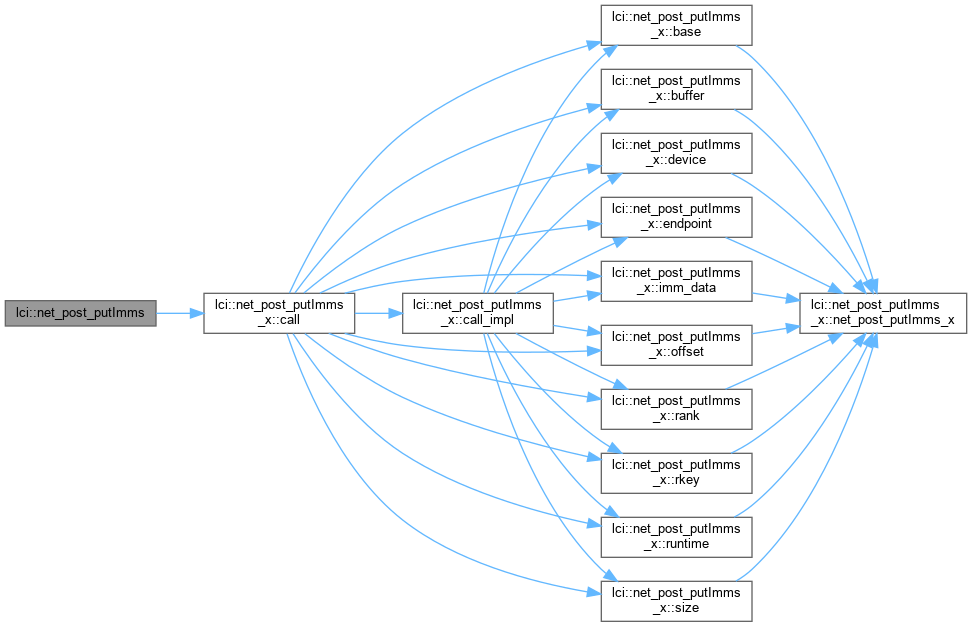 lci::net_post_putImms
lci::net_post_putImms
_x::call
lci::net_post_putImms
_x::call_impl
lci::net_post_putImms
_x::base
lci::net_post_putImms
_x::buffer
lci::net_post_putImms
_x::device
lci::net_post_putImms
_x::endpoint
lci::net_post_putImms
_x::imm_data
lci::net_post_putImms
_x::offset
lci::net_post_putImms
_x::rank
lci::net_post_putImms
_x::rkey
lci::net_post_putImms
_x::runtime
lci::net_post_putImms
_x::size
lci::net_post_putImms
_x::net_post_putImms_x